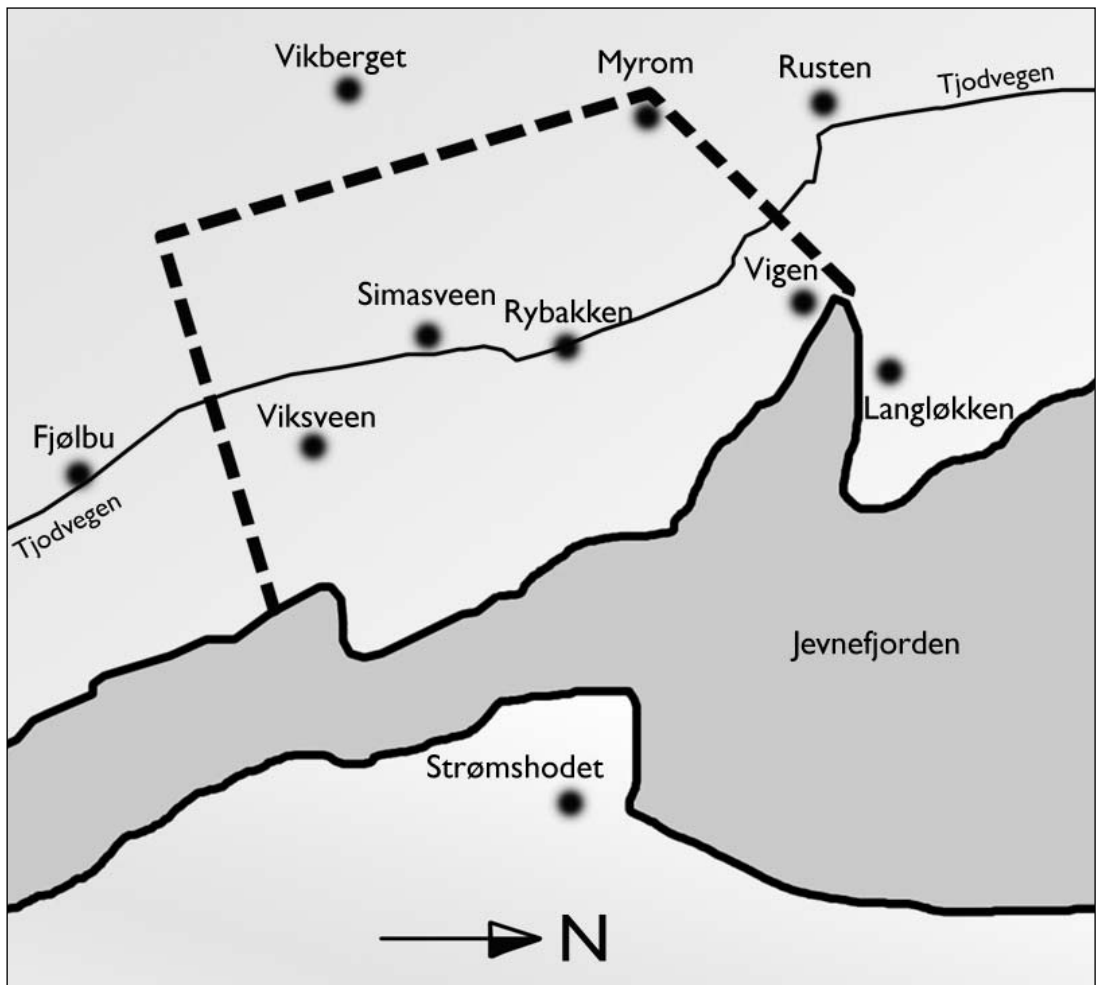 Vikberget
Myrom
Rusten
Tjodvegen
Vigen
Simasveen
Rybakken
Viksveen
Langløkken
Fjølbu
Tjodvegen
Jevnefjorden
Strømshodet
N